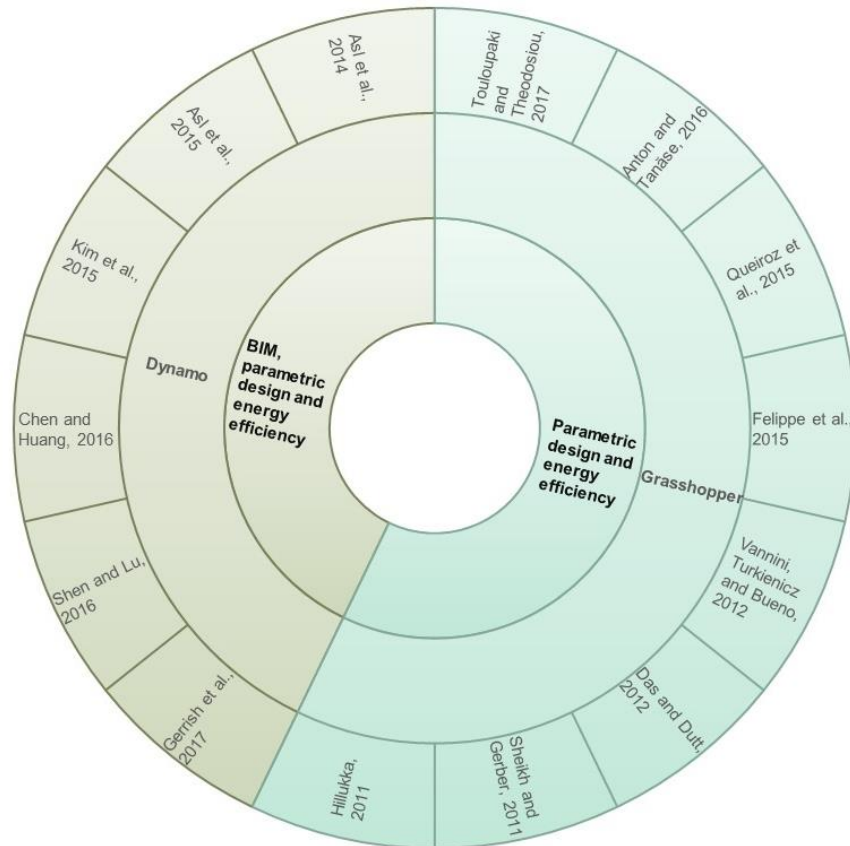 Touloupaki
and
Theodosiou,
2017
Anton and
Tanäse, 2016
Queiroz et
al., 2015
Felippe et al.,
2015
Vannini,
Turkienicz
and Bueno,
2012
Das and Dutt,
2012
Sheikh and
Gerber, 2011
Hillukka,
2011
Gerrish et al.,
2017
Shen and Lu,
2016
Chen and
Huang, 2016
Kim et al.,
2015
Asl et al.,
2015
Asl et al.,
2014
Dynamo
BIM,
parametric
design and
energy
efficiency
Parametric
design and
energy
efficiency
Grasshopper